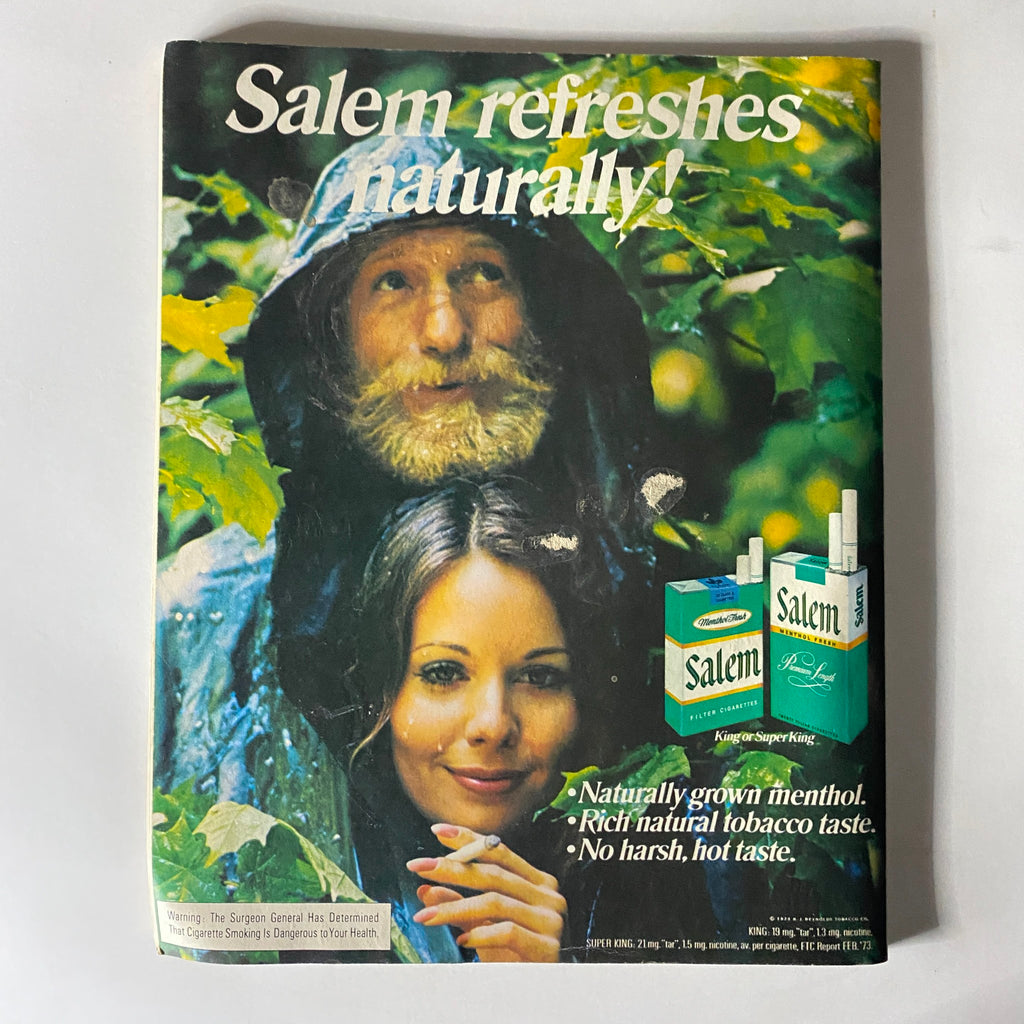 Salem refreshes
naturally!
Menthol Fresh
Salem
FILTER CIGARETTES
Salem
MENTHOL FRESH
Premium Length
Salem
King or Super King
•Naturally grown menthol.
•Rich natural tobacco taste.
•No harsh, hot taste.
Warning: The Surgeon General Has Determined
That Cigarette Smoking Is Dangerous to Your Health.
R. J. REYNOLDS TOBACCO CO.
KING: 19 mg. "tar", 1.3 mg. nicotine,
SUPER KING: 21 mg. "tar", 1.5 mg. nicotine, av. per cigarette, FTC Report FEB. '73.